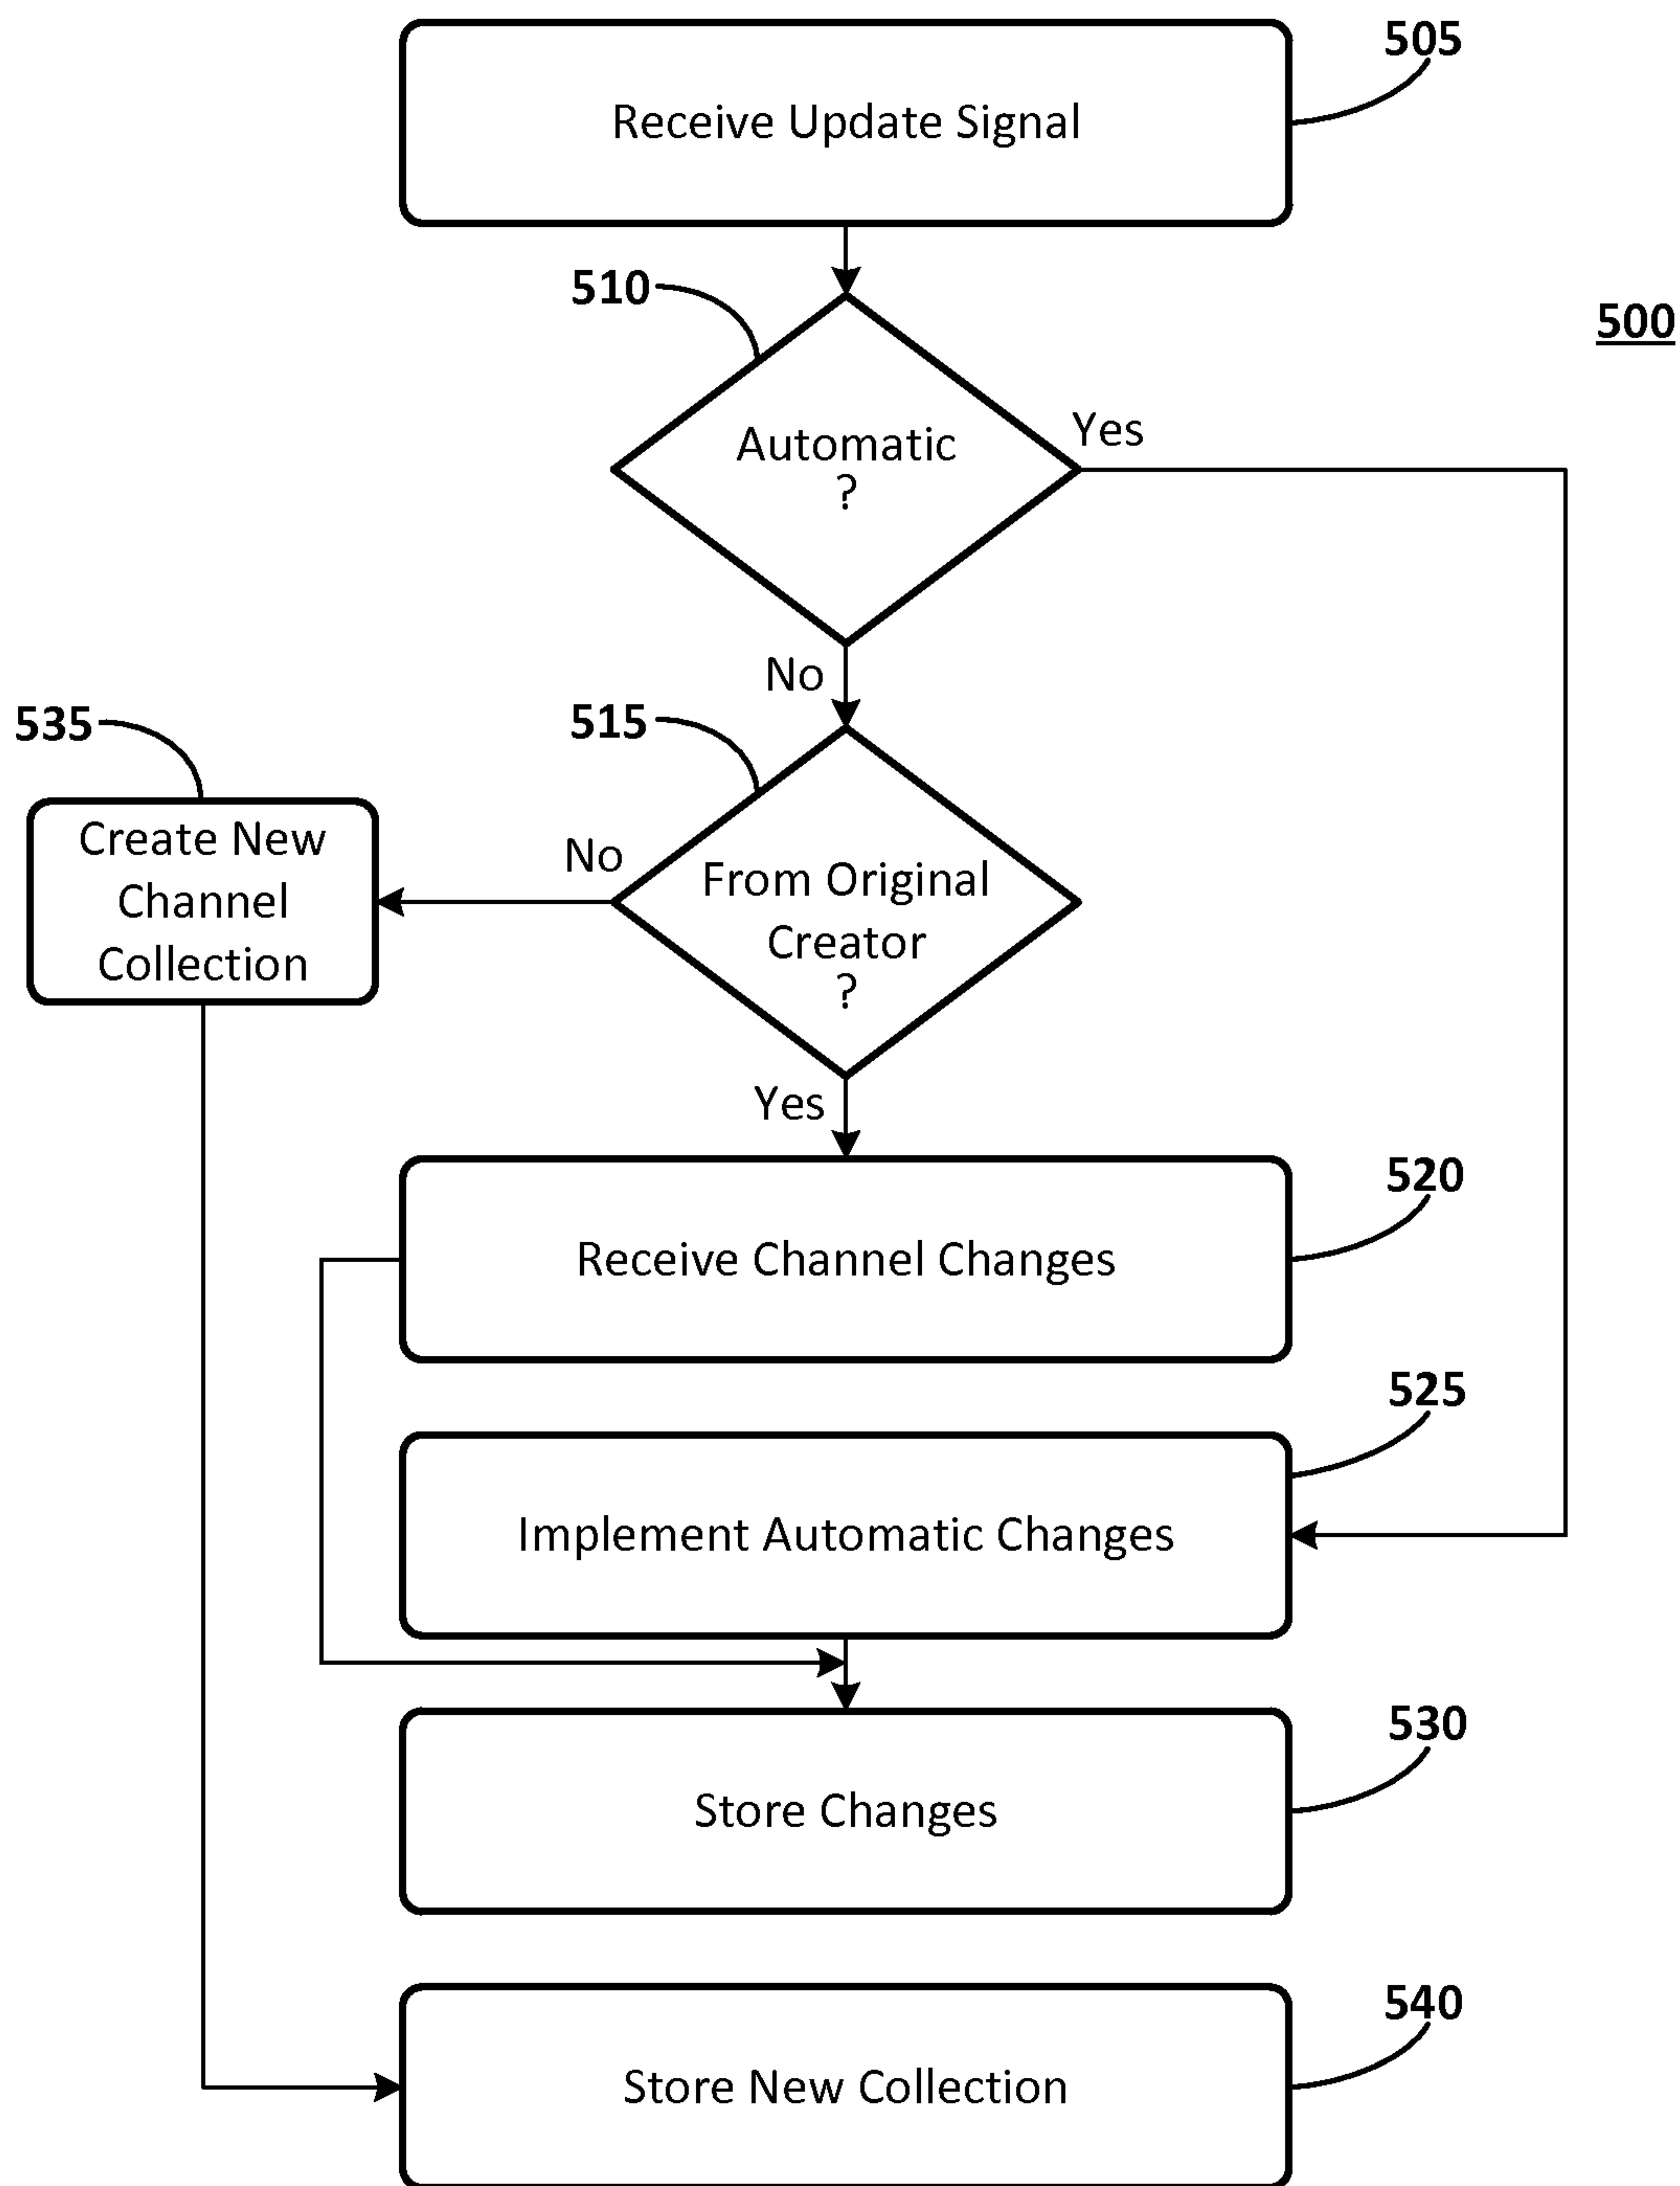 505
Receive Update Signal
510
500
Automatic
?
Yes
No
535
515
Create New
Channel
Collection
No
From Original
Creator
?
Yes
520
Receive Channel Changes
525
Implement Automatic Changes
530
Store Changes
540
Store New Collection